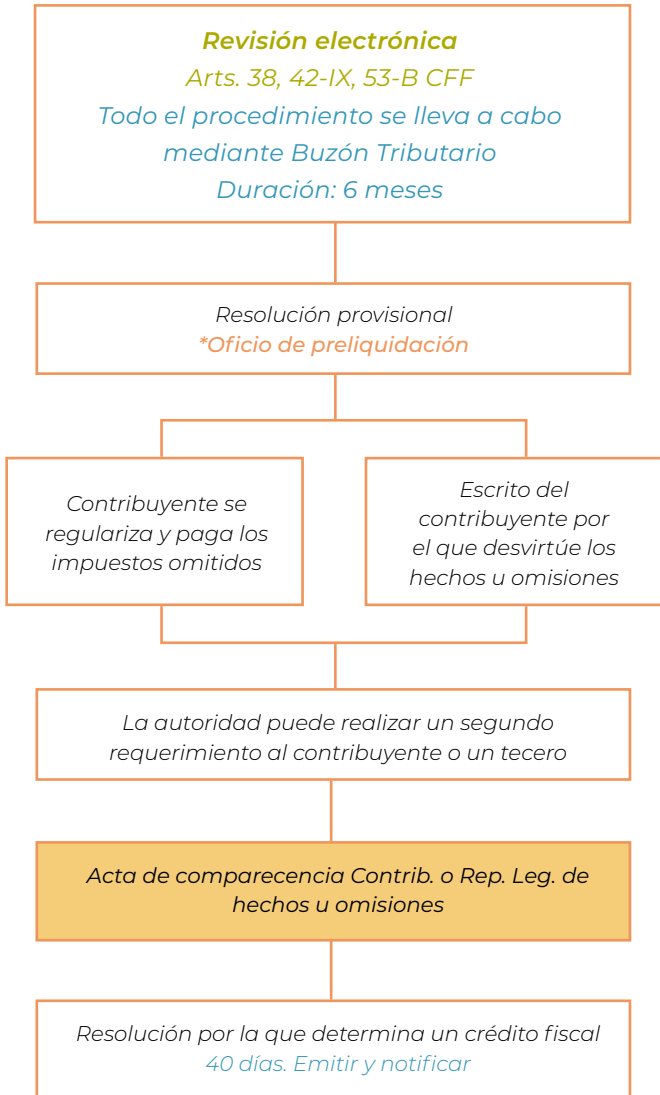 Revisión electrónica
Arts. 38, 42-IX, 53-B CFF
Todo el procedimiento se lleva a cabo
mediante Buzón Tributario
Duración: 6 meses
Resolución provisional
*Oficio de preliquidación
Contribuyente se
regulariza y paga los
impuestos omitidos
Escrito del
contribuyente por
el que desvirtúe los
hechos u omisiones
La autoridad puede realizar un segundo
requerimiento al contribuyente o un tecero
Acta de comparecencia Contrib. o Rep. Leg. de
hechos u omisiones
Resolución por la que determina un crédito fiscal
40 días. Emitir y notificar